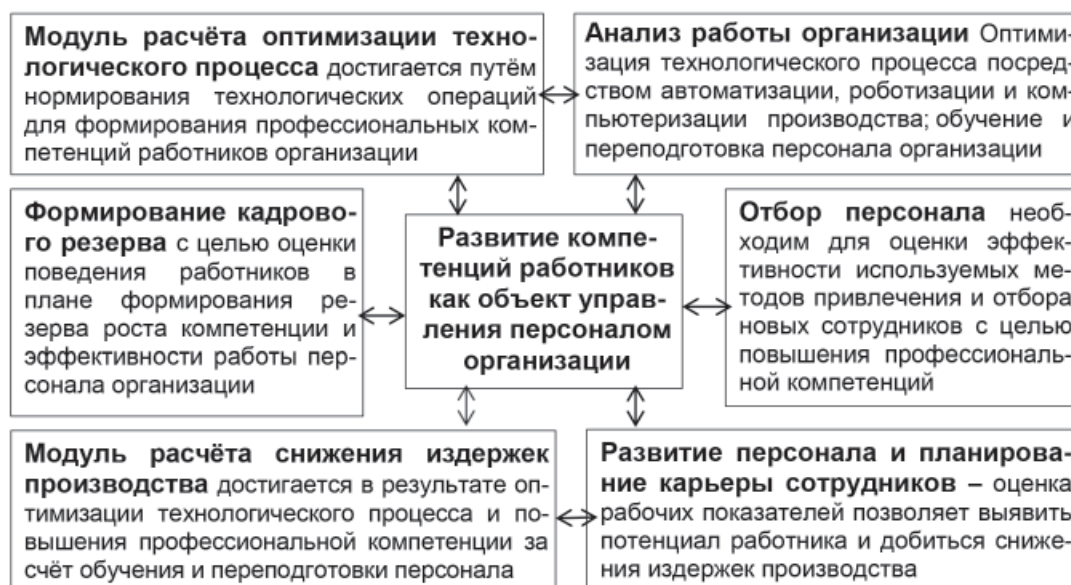 Модуль расчёта оптимизации техно-
логического процесса достигается путём
нормирования технологических операций
для формирования профессиональных ком-
петенций работников организации
Анализ работы организации Оптими-
зация технологического процесса посред-
ством автоматизации, роботизации и ком-
пьютеризации производства; обучение и
переподготовка персонала организации
Формирование кадрово-
го резерва с целью оценки
поведения работников в
плане формирования ре-
зерва роста компетенции и
эффективности работы пер-
сонала организации
Развитие компе-
тенций работников
как объект управ-
ления персоналом
организации
Отбор персонала необ-
ходим для оценки эффек-
тивности используемых ме-
тодов привлечения и отбора
новых сотрудников с целью
повышения профессиональ-
ной компетенций
Модуль расчёта снижения издержек
производства достигается в результате оп-
тимизации технологического процесса и по-
вышения профессиональной компетенции за
счёт обучения и переподготовки персонала
Развитие персонала и планирова-
ние карьеры сотрудников – оценка
рабочих показателей позволяет выявить
потенциал работника и добиться сниже-
ния издержек производства